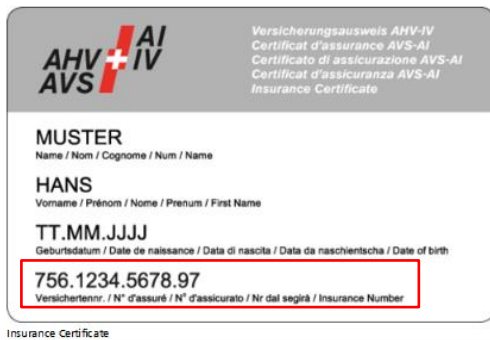 AHV AI
AVS IV
Versicherungsausweis AHV-IV
Certificat d'assurance AVS-AI
Certificato di assicurazione AVS-AI
Certificat d'assicuranza AVS-AI
Insurance Certificate
MUSTER
Name / Nom / Cognome / Num / Name
HANS
Vorname / Prénom / Nome / Prenum / First Name
TT.MM.JJJJ
Geburtsdatum / Date de naissance / Data di nascita / Data da naschientscha / Date of birth
756.1234.5678.97
Versichertennr. / N° d'assuré / N° d'assicurato / Nr dal segirà / Insurance Number
Insurance Certificate